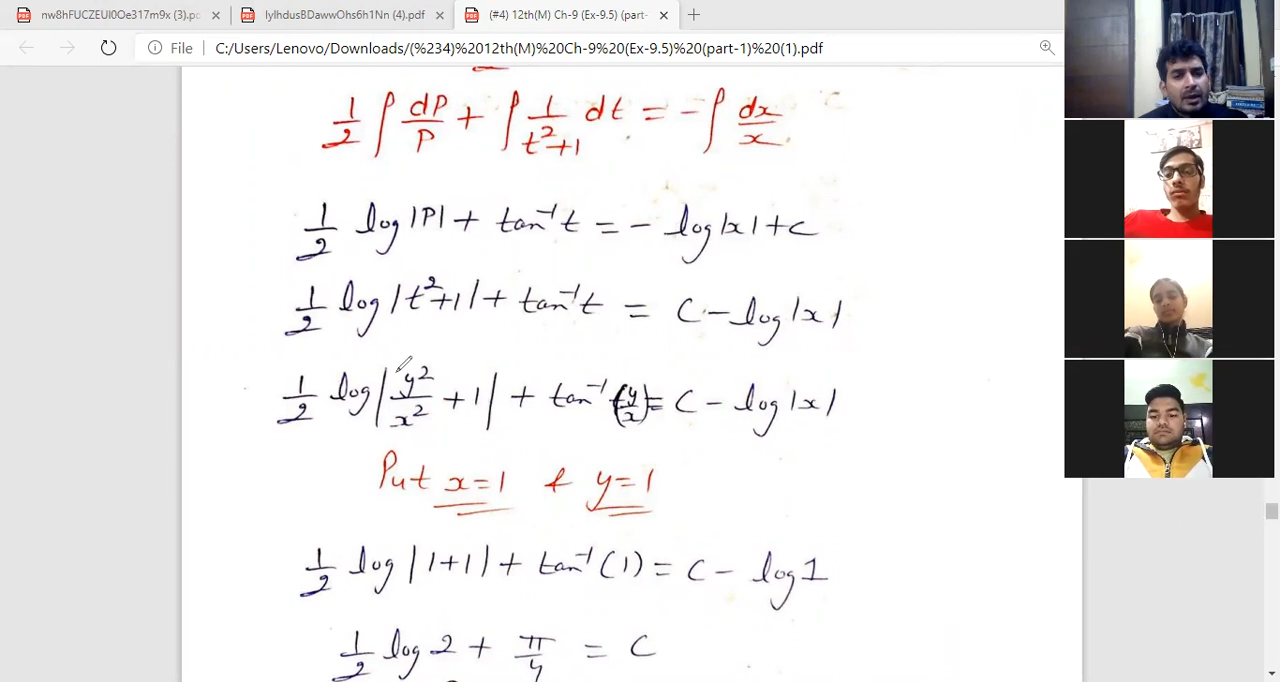 nw8hFUCZEUI0Oe317m9x (3).pd
lylhdusBDawwOhs6h1Nn (4).pdf
(#4) 12th(M) Ch-9 (Ex-9.5) (part-
File
C:/Users/Lenovo/Downloads/(%234)%2012th(M)%20Ch-9%20(Ex-9.5)%20(part-1)%20(1).pdf
1/2 ∫ dP/P + ∫ 1/(t²+1) dt = -∫ dx/x
1/2 log|P| + tan⁻¹t = - log|x| + c
1/2 log|t²+1| + tan⁻¹t = C - log|x|
1/2 log|y²/x² + 1| + tan⁻¹(y/x) = C - log|x|
Put x=1 & y=1
1/2 log|1+1| + tan⁻¹(1) = C - log1
1/2 log2 + π/4 = C